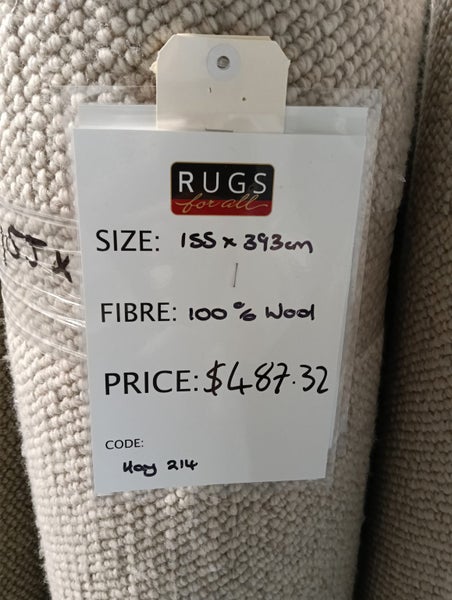 RUGS
for all
SIZE: 155 x 393cm
FIBRE: 100% Wool
PRICE: $487.32
CODE: